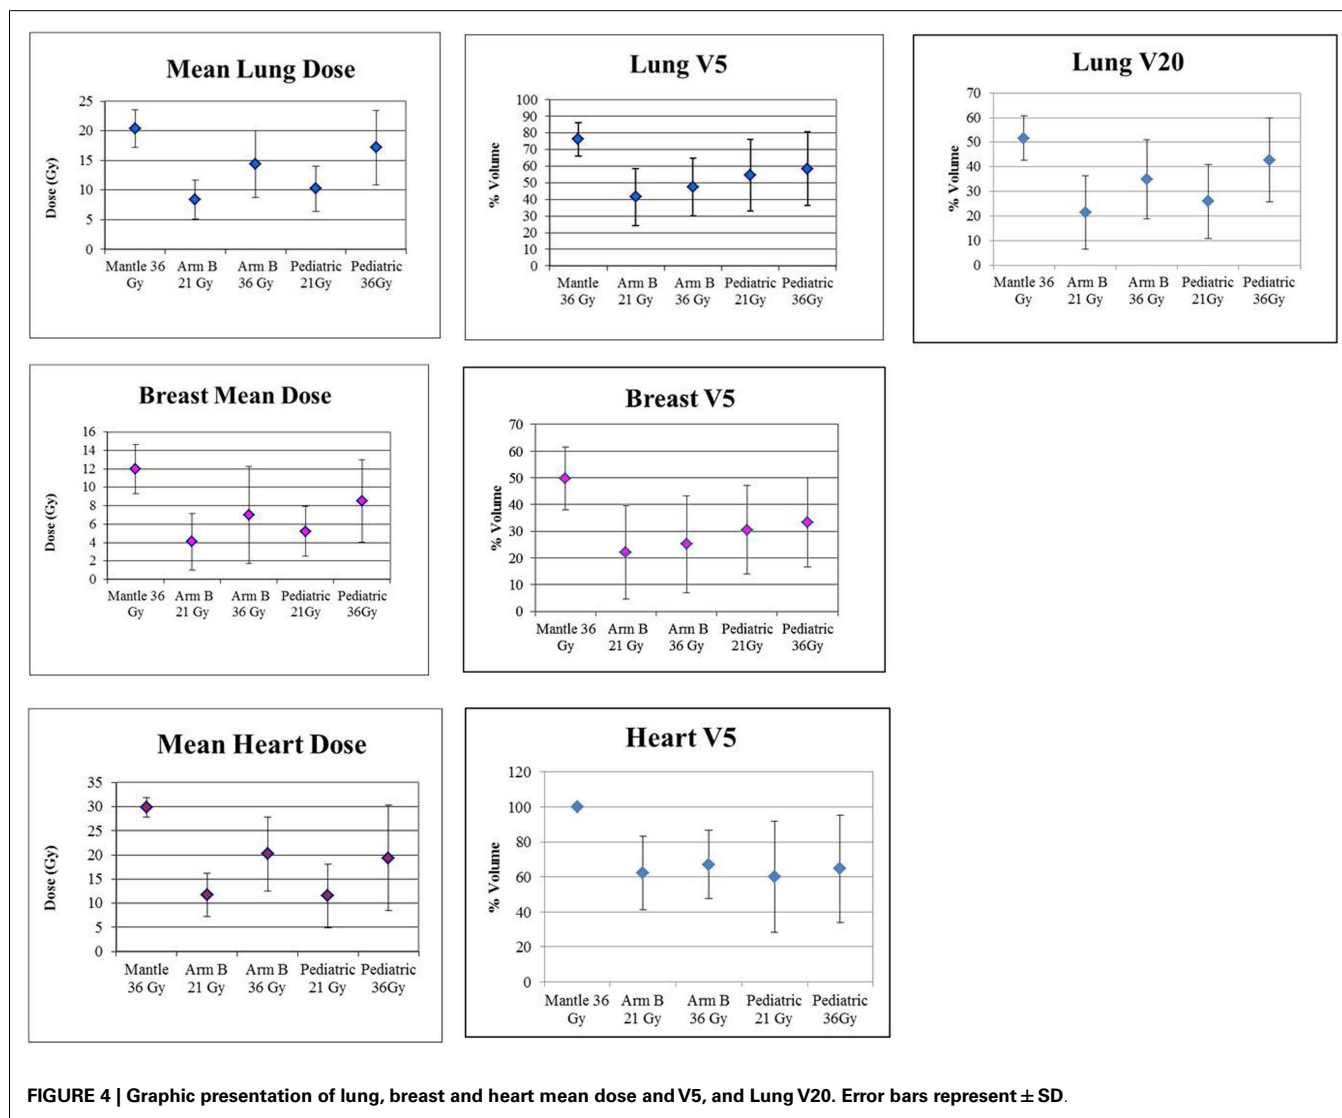 Mean Lung Dose
Dose (Gy)
25
20
15
10
5
0
Mantle 36 Arm B Arm B Pediatric Pediatric
Gy 21 Gy 36 Gy 21Gy 36Gy
Lung V5
% Volume
100
90
80
70
60
50
40
30
20
10
0
Mantle Arm B Arm B Pediatric Pediatric
36 Gy 21 Gy 36 Gy 21Gy 36Gy
Lung V20
% Volume
70
60
50
40
30
20
10
0
Mantle 36 Arm B Arm B Pediatric Pediatric
Gy 21 Gy 36 Gy 21Gy 36Gy
Breast Mean Dose
Dose (Gy)
16
14
12
10
8
6
4
2
0
Mantle 36 Arm B Arm B Pediatric Pediatric
Gy 21 Gy 36 Gy 21Gy 36Gy
Breast V5
% Volume
70
60
50
40
30
20
10
0
Mantle 36 Arm B Arm B Pediatric Pediatric
Gy 21 Gy 36 Gy 21Gy 36Gy
Mean Heart Dose
Dose (Gy)
35
30
25
20
15
10
5
0
Mantle Arm B Arm B Pediatric Pediatric
36 Gy 21 Gy 36 Gy 21 Gy 36Gy
Heart V5
% Volume
120
100
80
60
40
20
0
Mantle 36 Arm B Arm B Pediatric Pediatric
Gy 21 Gy 36 Gy 21 Gy 36Gy
FIGURE 4 | Graphic presentation of lung, breast and heart mean dose and V5, and Lung V20. Error bars represent ± SD.